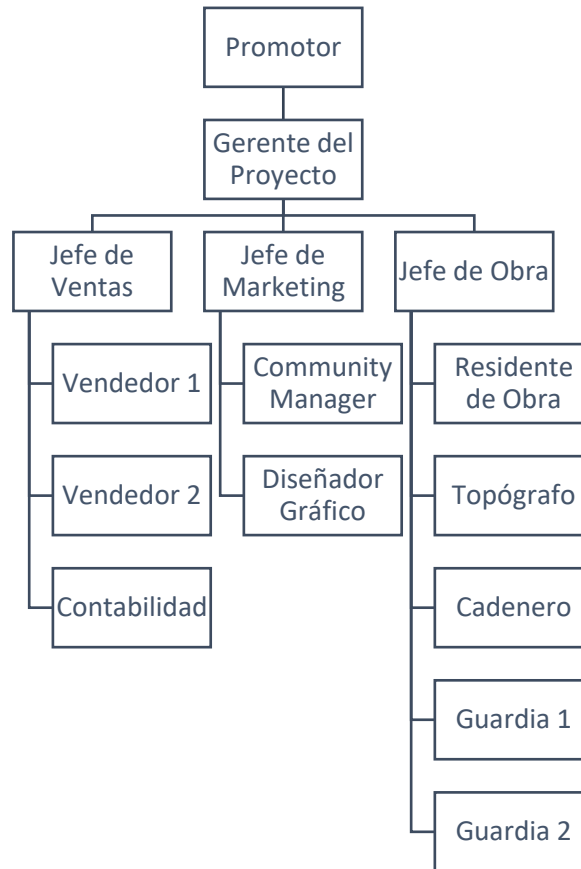 Promotor
Gerente del
Proyecto
Jefe de
Ventas
Vendedor 1
Vendedor 2
Contabilidad
Jefe de
Marketing
Community
Manager
Diseñador
Gráfico
Jefe de Obra
Residente
de Obra
Topógrafo
Cadenero
Guardia 1
Guardia 2